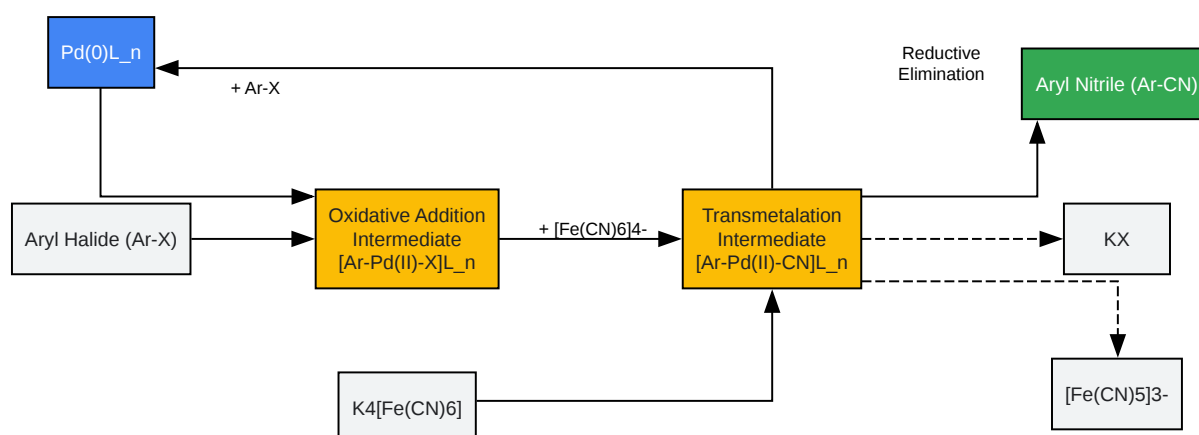 Pd(0)L_n
Reductive
Elimination
Aryl Nitrile (Ar-CN)
+ Ar-X
Aryl Halide (Ar-X)
Oxidative Addition
Intermediate
[Ar-Pd(II)-X]L_n
+ [Fe(CN)6]4-
Transmetalation
Intermediate
[Ar-Pd(II)-CN]L_n
KX
K4[Fe(CN)6]
[Fe(CN)5]3-